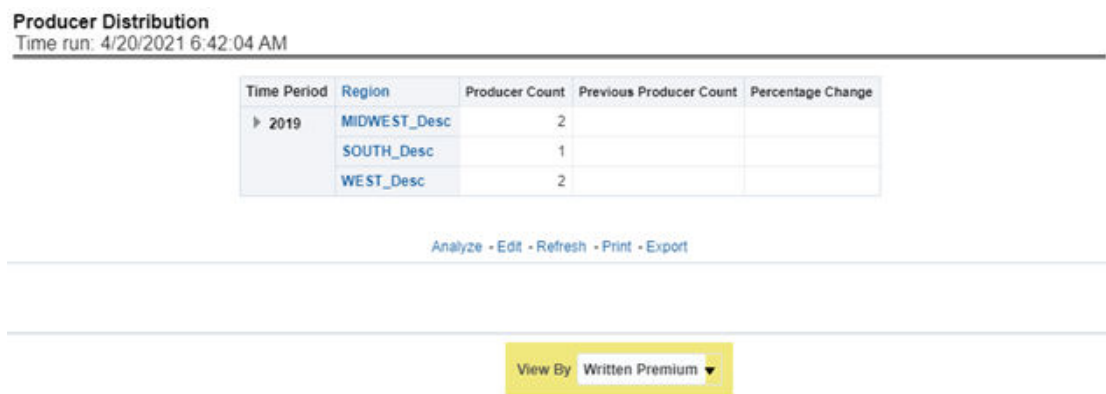 Producer Distribution
Time run: 4/20/2021 6:42:04 AM
Time Period Region Producer Count Previous Producer Count Percentage Change
2019 MIDWEST_Desc 2
SOUTH_Desc 1
WEST_Desc 2
Analyze - Edit - Refresh - Print - Export
View By Written Premium